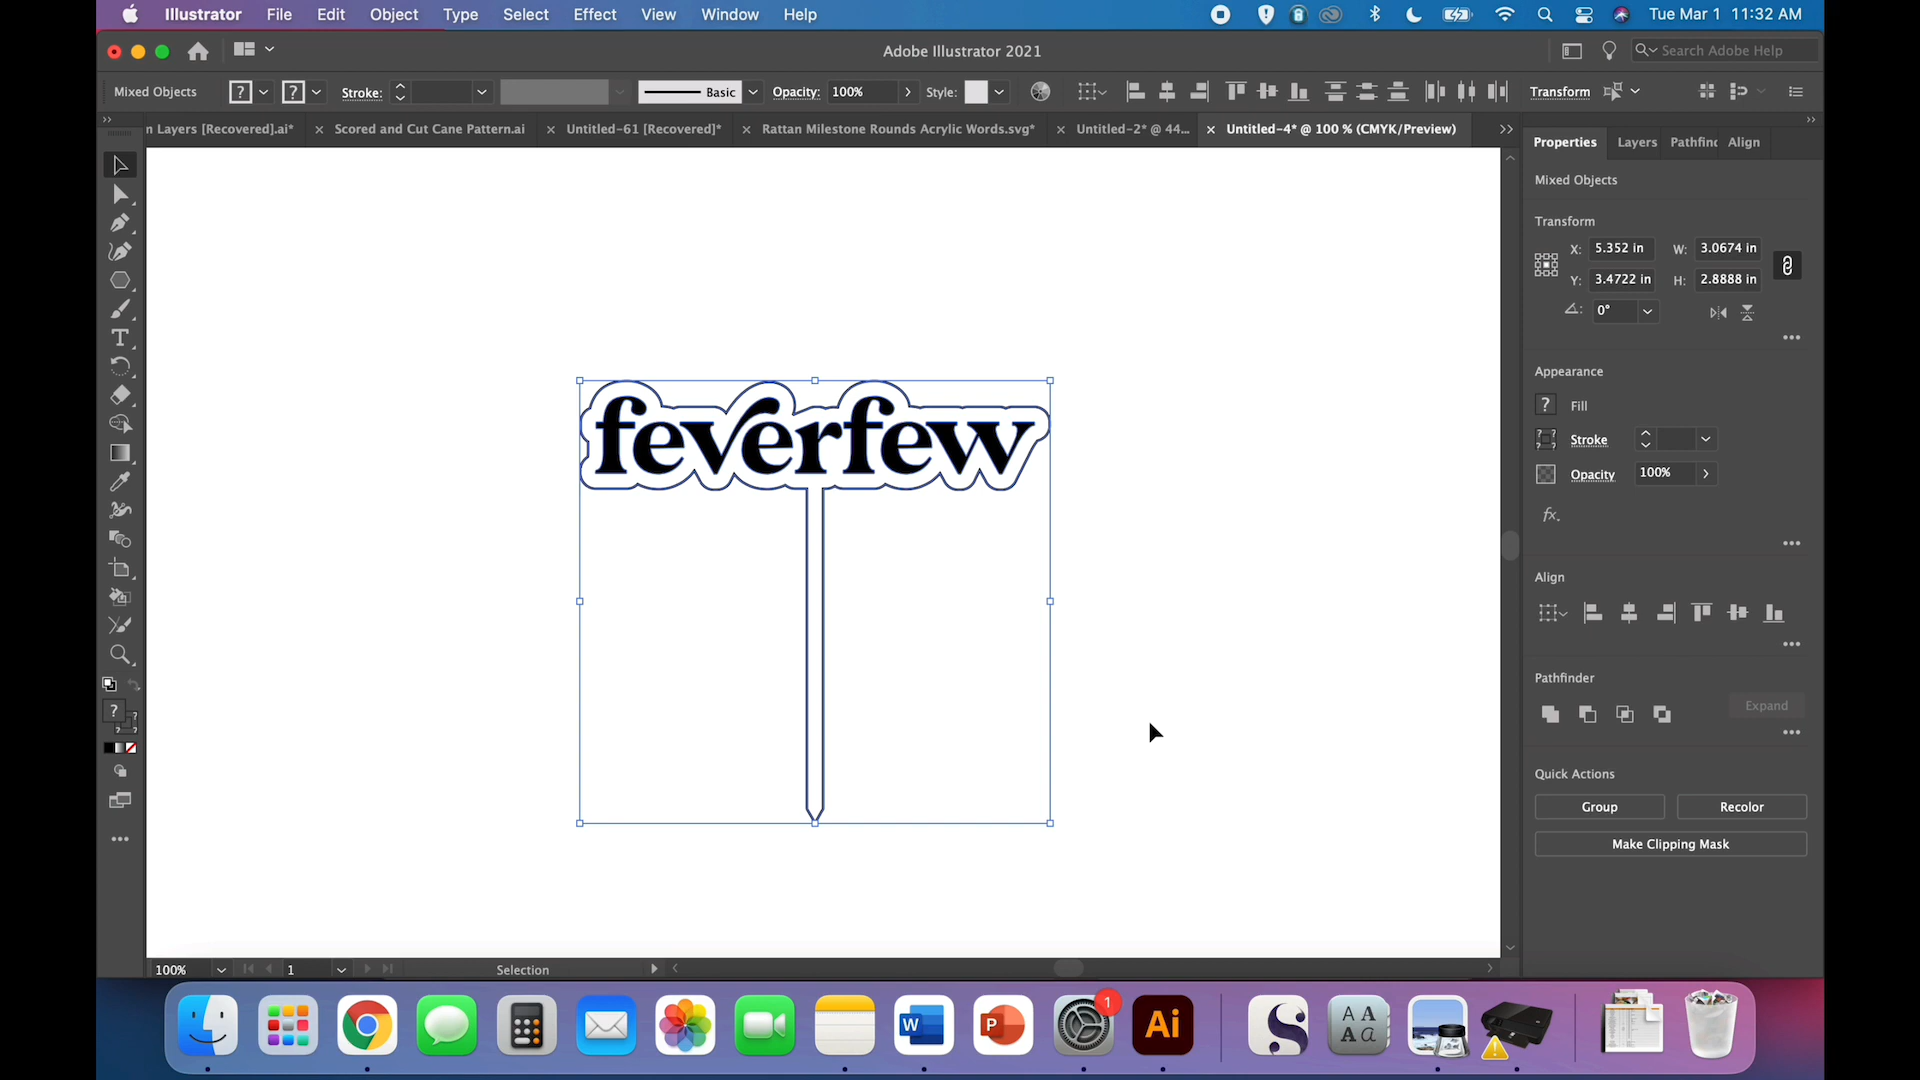 Illustrator File Edit Object Type Select Effect View Window Help Tue Mar 1 11:32 AM
Adobe Illustrator 2021 Search Adobe Help
Mixed Objects ? ? Stroke: Basic Opacity: 100% Style: Transform
n Layers [Recovered].ai* × Scored and Cut Cane Pattern.ai × Untitled-61 [Recovered]* × Rattan Milestone Rounds Acrylic Words.svg* × Untitled-2* @ 44... × Untitled-4* @ 100 % (CMYK/Preview)
Properties Layers Pathfinc Align
Mixed Objects
Transform
X: 5.352 in W: 3.0674 in
Y: 3.4722 in H: 2.8888 in
0°
Appearance
? Fill
Stroke
Opacity 100%
fx.
feverfew
Align
Pathfinder
Expand
Quick Actions
Group Recolor
Make Clipping Mask
100% 1 Selection
1
W P Ai
A A
A a